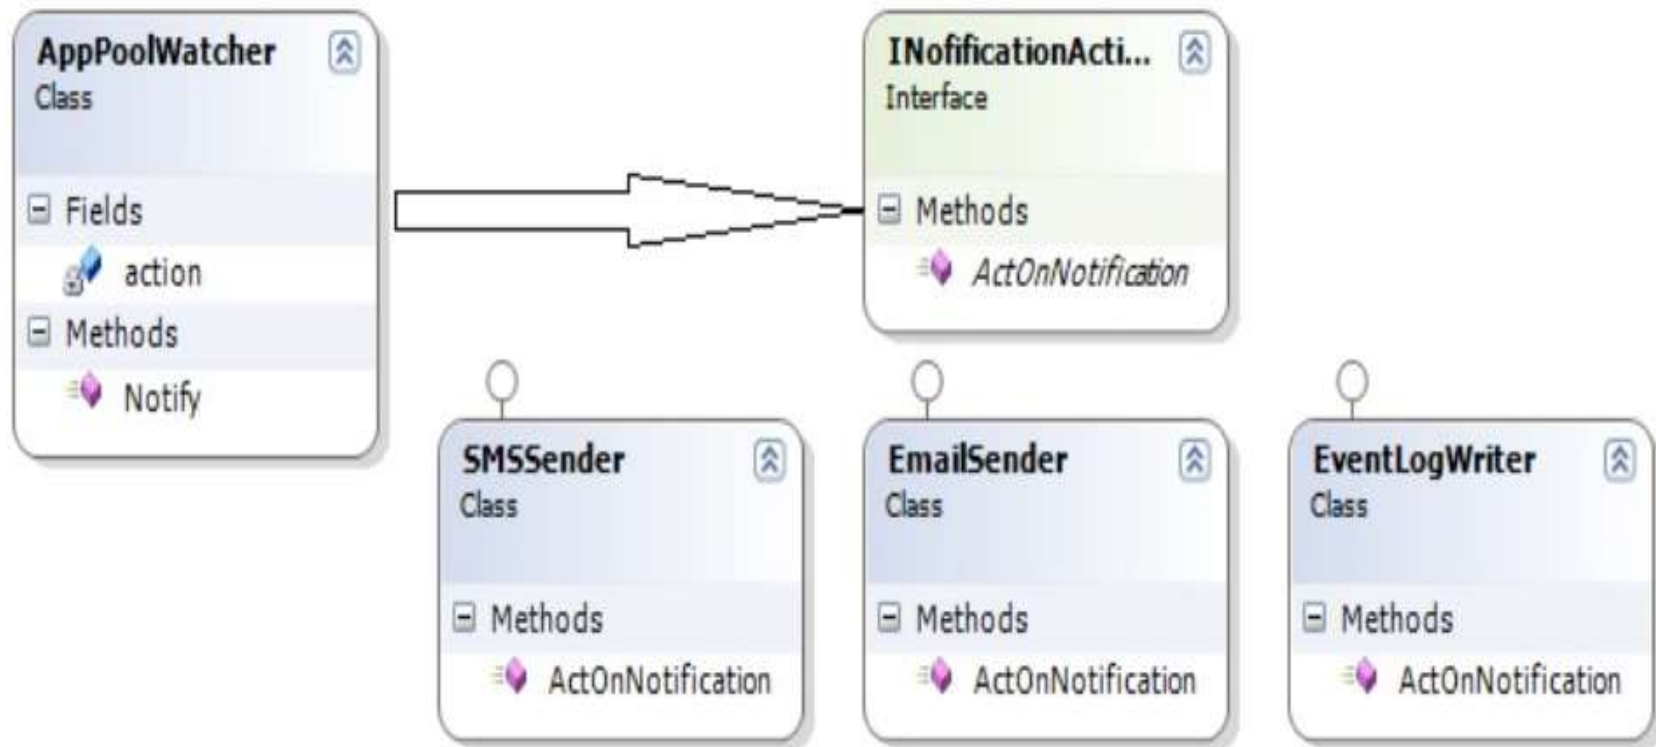 AppPoolWatcher
Class
Fields
action
Methods
Notify
INofificationActi...
Interface
Methods
ActOnNotification
SMSSender
Class
Methods
ActOnNotification
EmailSender
Class
Methods
ActOnNotification
EventLogWriter
Class
Methods
ActOnNotification